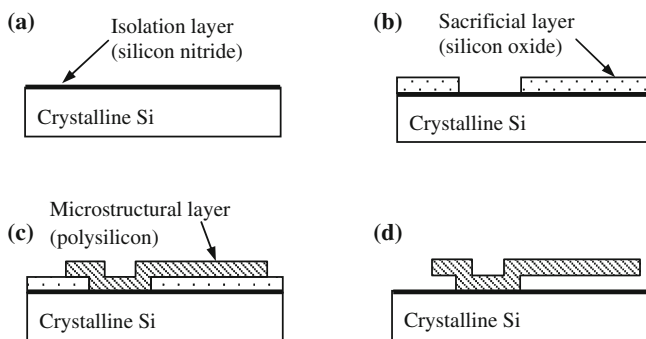 (a)
Isolation layer
(silicon nitride)
Crystalline Si
(b)
Sacrificial layer
(silicon oxide)
Crystalline Si
(c)
Microstructural layer
(polysilicon)
Crystalline Si
(d)
Crystalline Si